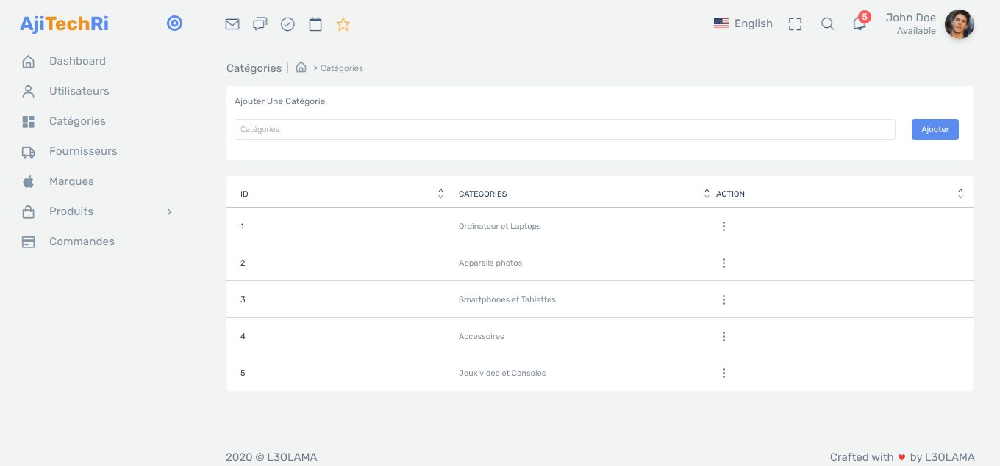 AjiTechRi
Dashboard
Utilisateurs
Catégories
Fournisseurs
Marques
Produits
Commandes
English
5
John Doe
Available
Catégories
> Catégories
Ajouter Une Catégorie
Catégories
Ajouter
ID CATEGORIES ACTION
1 Ordinateur et Laptops
2 Appareils photos
3 Smartphones et Tablettes
4 Accessoires
5 Jeux video et Consoles
2020 © L3OLAMA
Crafted with ♥ by L3OLAMA